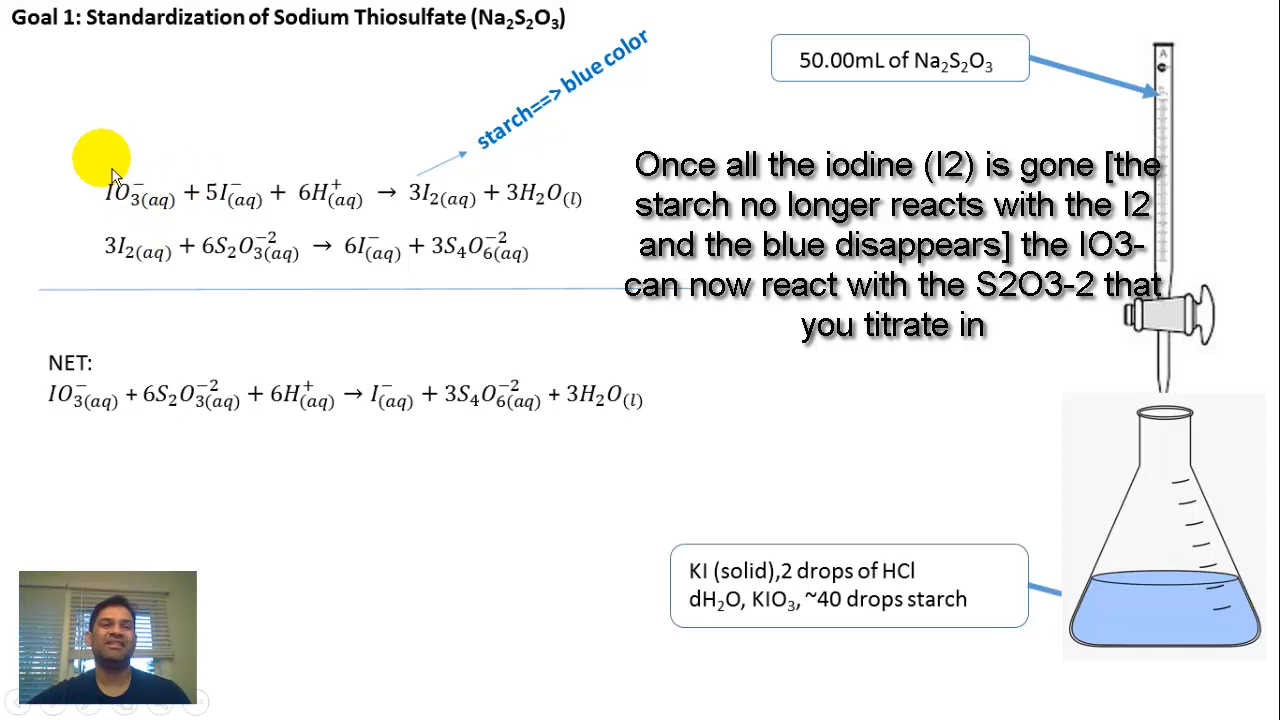 Goal 1: Standardization of Sodium Thiosulfate (Na₂S₂O₃)
starch==> blue color
50.00mL of Na₂S₂O₃
A
IO₃⁻(aq) + 5I⁻(aq) + 6H⁺(aq) → 3I₂(aq) + 3H₂O(l)
3I₂(aq) + 6S₂O₃⁻²(aq) → 6I⁻(aq) + 3S₄O₆⁻²(aq)
Once all the iodine (I2) is gone [the
starch no longer reacts with the I2
and the blue disappears] the IO3-
can now react with the S2O3-2 that
you titrate in
NET:
IO₃⁻(aq) + 6S₂O₃⁻²(aq) + 6H⁺(aq) → I⁻(aq) + 3S₄O₆⁻²(aq) + 3H₂O(l)
KI (solid),2 drops of HCl
dH₂O, KIO₃, ~40 drops starch